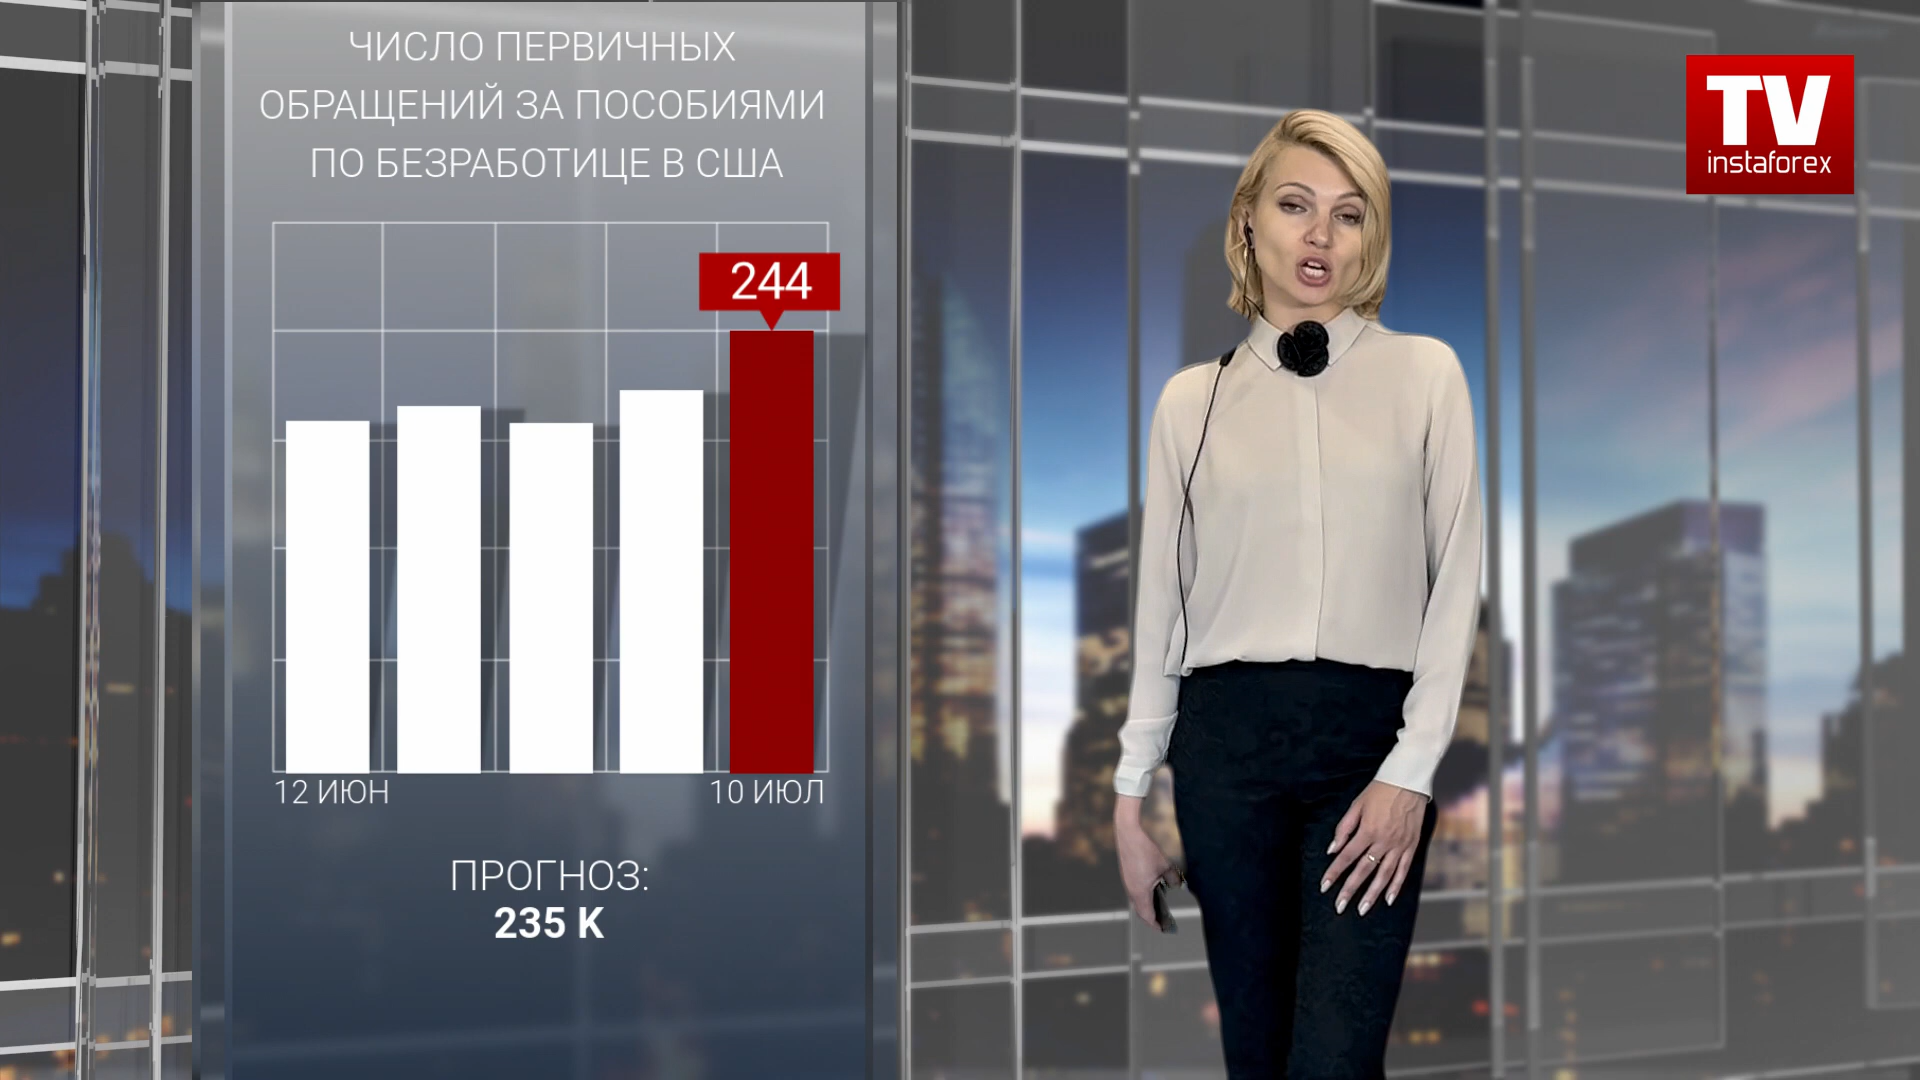 ЧИСЛО ПЕРВИЧНЫХ
ОБРАЩЕНИЙ ЗА ПОСОБИЯМИ
ПО БЕЗРАБОТИЦЕ В США
244
12 ИЮН
10 ИЮЛ
ПРОГНОЗ:
235 K
TV
instaforex